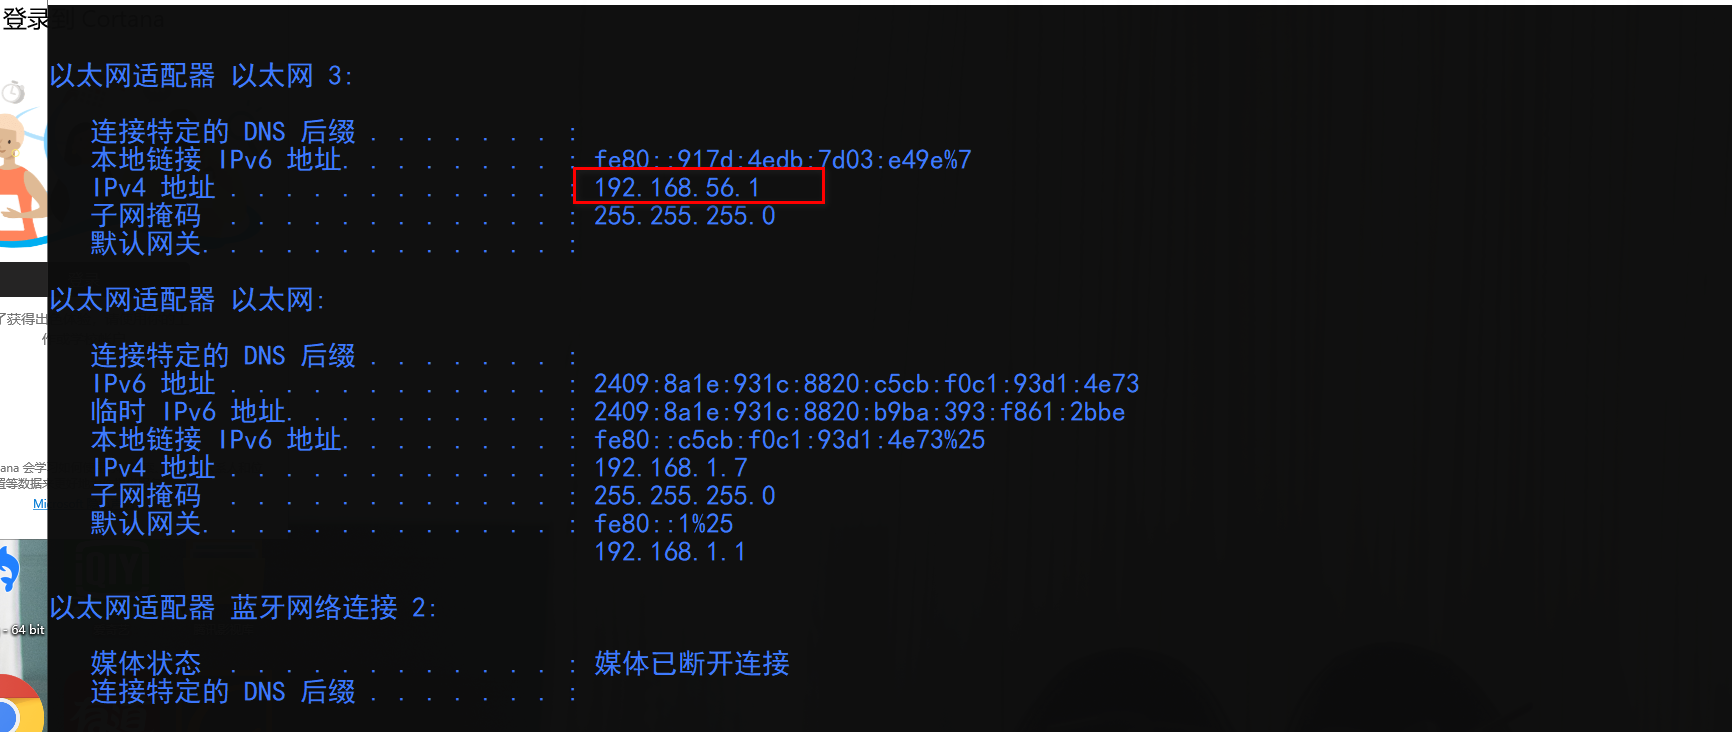 登录到 Cortana
以太网适配器 以太网 3:
连接特定的 DNS 后缀 . . . . . . . :
本地链接 IPv6 地址. . . . . . . . : fe80::917d:4edb:7d03:e49e%7
IPv4 地址 . . . . . . . . . . . . : 192.168.56.1
子网掩码  . . . . . . . . . . . . : 255.255.255.0
默认网关. . . . . . . . . . . . . :
以太网适配器 以太网:
连接特定的 DNS 后缀 . . . . . . . :
IPv6 地址 . . . . . . . . . . . . : 2409:8a1e:931c:8820:c5cb:f0c1:93d1:4e73
临时 IPv6 地址. . . . . . . . . . : 2409:8a1e:931c:8820:b9ba:393:f861:2bbe
本地链接 IPv6 地址. . . . . . . . : fe80::c5cb:f0c1:93d1:4e73%25
IPv4 地址 . . . . . . . . . . . . : 192.168.1.7
子网掩码  . . . . . . . . . . . . : 255.255.255.0
默认网关. . . . . . . . . . . . . : fe80::1%25
192.168.1.1
以太网适配器 蓝牙网络连接 2:
媒体状态  . . . . . . . . . . . . : 媒体已断开连接
连接特定的 DNS 后缀 . . . . . . . :
了获得出
ana 会学
置等数据来
Mi
- 64 bit